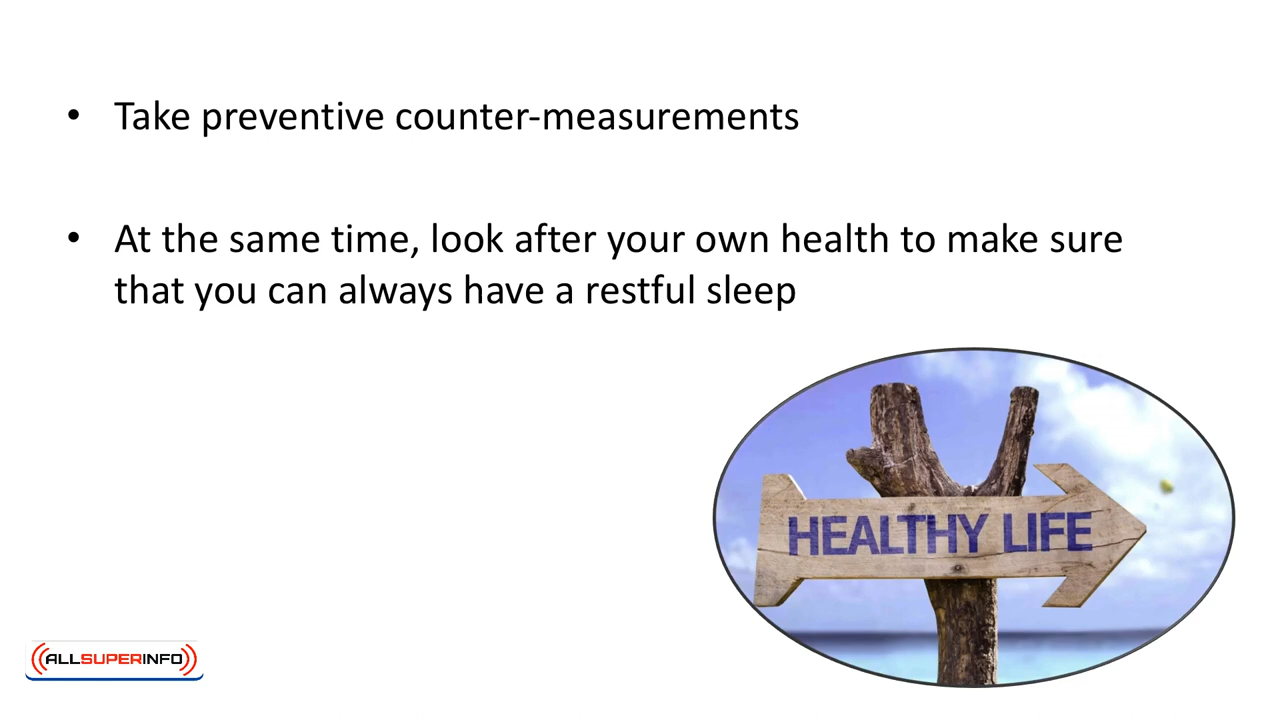 • Take preventive counter-measurements
• At the same time, look after your own health to make sure
that you can always have a restful sleep
HEALTHY LIFE
ALLSUPERINFO